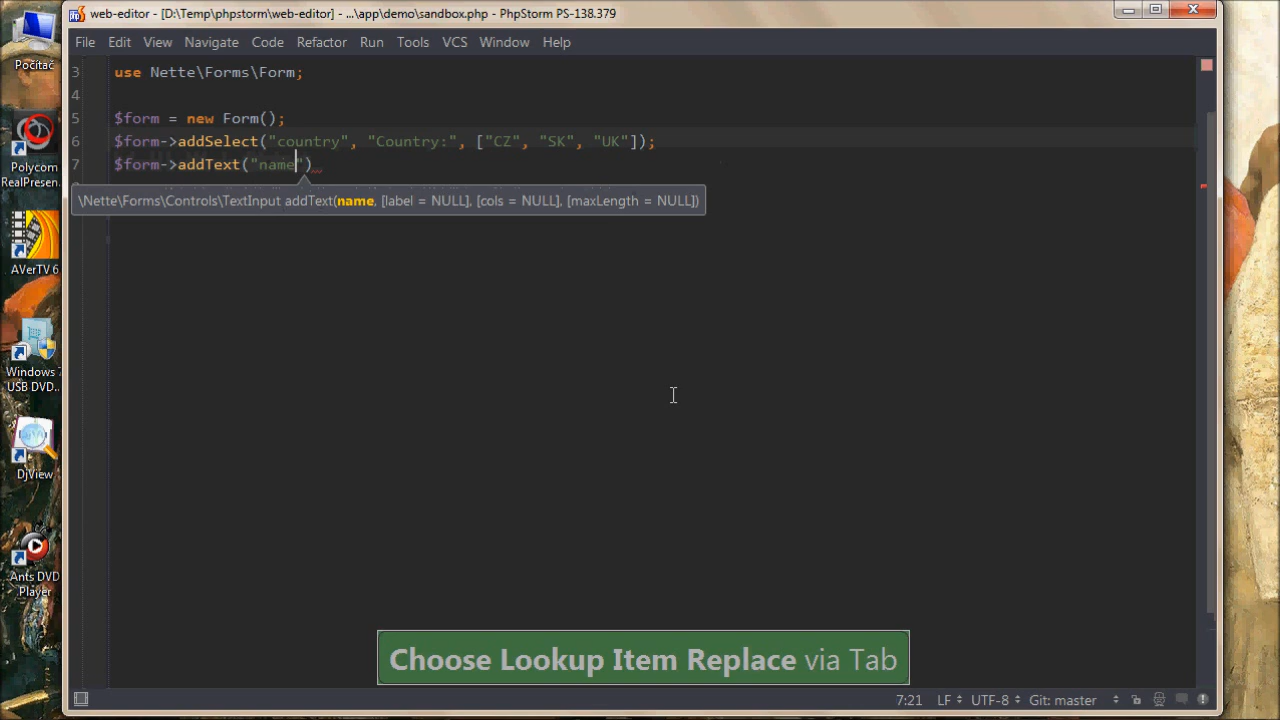 web-editor - [D:\Temp\phpstorm\web-editor] - ...\app\demo\sandbox.php - PhpStorm PS-138.379
File Edit View Navigate Code Refactor Run Tools VCS Window Help
Počítač
Polycom
RealPresen...
AVerTV 6
Windows 7
USB DVD...
DjView
Ants DVD
Player
3 use Nette\Forms\Form;
4
5 $form = new Form();
6 $form->addSelect("country", "Country:", ["CZ", "SK", "UK"]);
7 $form->addText("name")
\Nette\Forms\Controls\TextInput addText(name, [label = NULL], [cols = NULL], [maxLength = NULL])
Choose Lookup Item Replace via Tab
7:21 LF UTF-8 Git: master